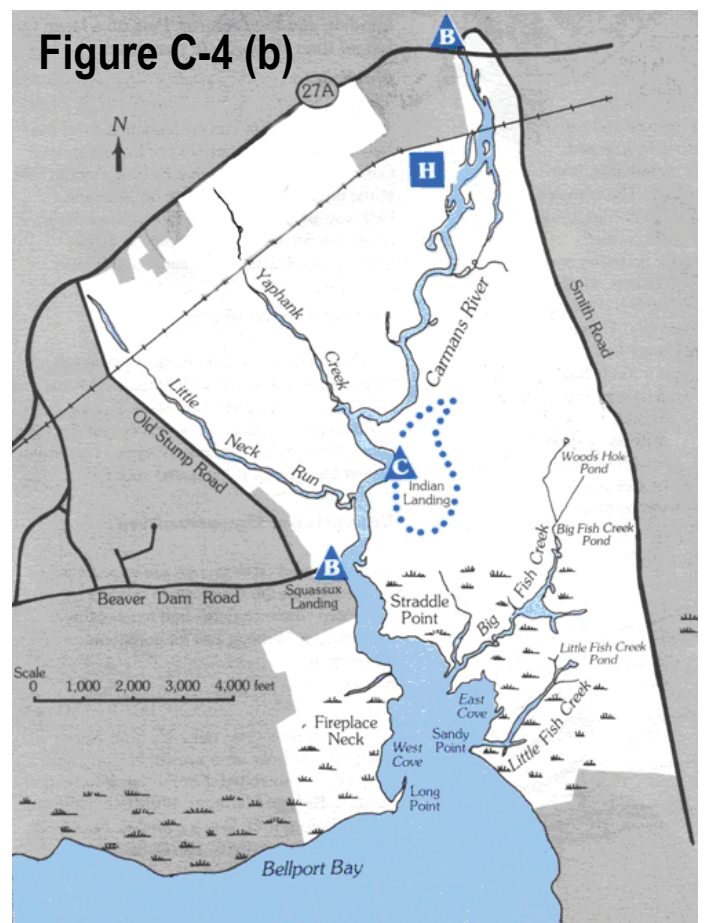 Figure C-4 (b)
B
27A
N
H
Smith Road
Carmans River
Yaphank
Creek
Little
Neck
Run
Old Stump Road
C
Indian
Landing
Woods Hole
Pond
Big Fish Creek
Pond
Big Fish Creek
B
Squassux
Landing
Beaver Dam Road
Straddle
Point
Little Fish Creek
Pond
Little Fish Creek
Scale
0 1,000 2,000 3,000 4,000 feet
East
Cove
Fireplace
Neck
Sandy
Point
West
Cove
Long
Point
Bellport Bay